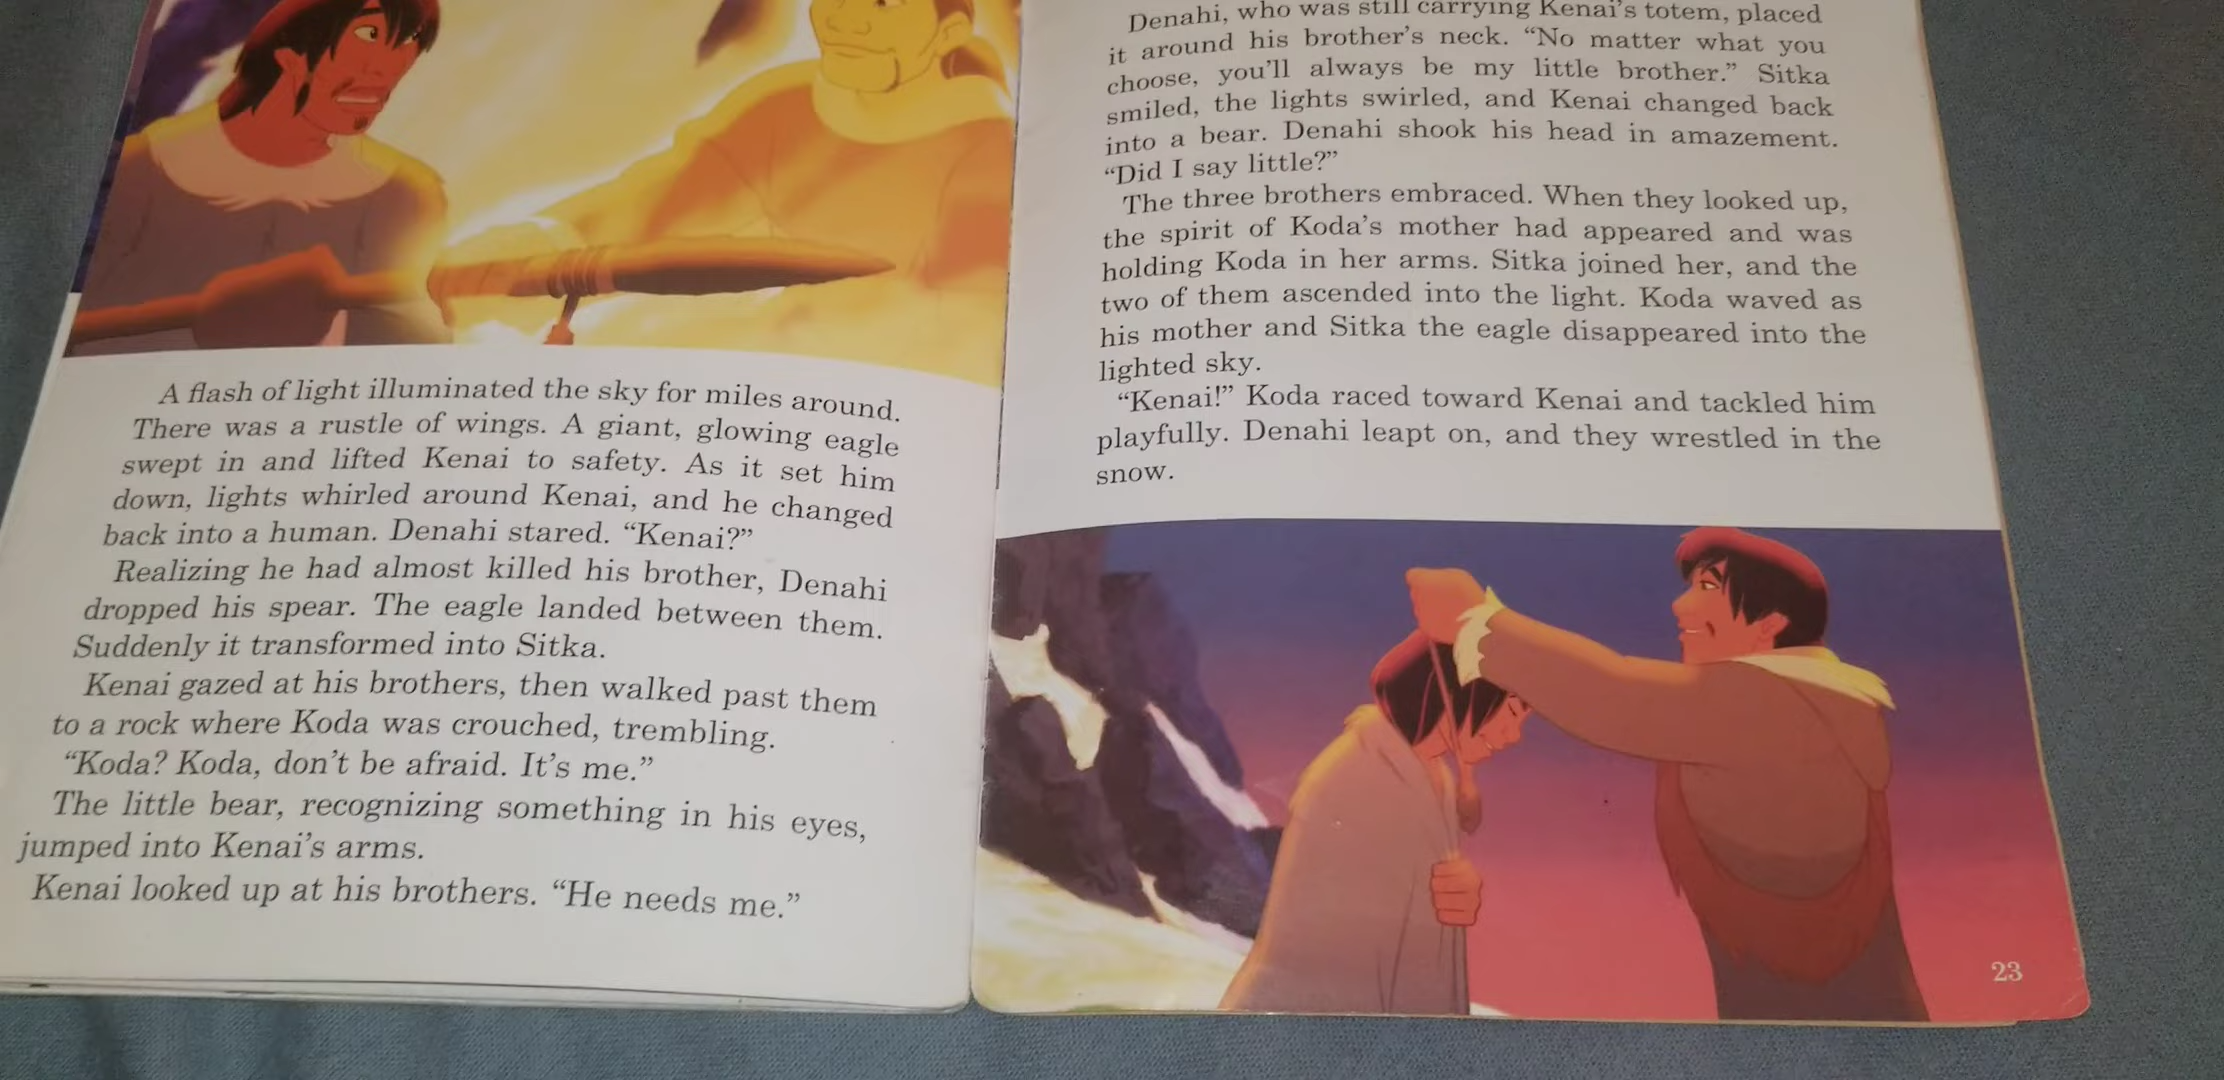 A flash of light illuminated the sky for miles around.
There was a rustle of wings. A giant, glowing eagle
swept in and lifted Kenai to safety. As it set him
down, lights whirled around Kenai, and he changed
back into a human. Denahi stared. “Kenai?”
Realizing he had almost killed his brother, Denahi
dropped his spear. The eagle landed between them.
Suddenly it transformed into Sitka.
Kenai gazed at his brothers, then walked past them
to a rock where Koda was crouched, trembling.
“Koda? Koda, don’t be afraid. It’s me.”
The little bear, recognizing something in his eyes,
jumped into Kenai’s arms.
Kenai looked up at his brothers. “He needs me.”
Denahi, who was still carrying Kenai’s totem, placed
it around his brother’s neck. “No matter what you
choose, you’ll always be my little brother.” Sitka
smiled, the lights swirled, and Kenai changed back
into a bear. Denahi shook his head in amazement.
“Did I say little?”
The three brothers embraced. When they looked up,
the spirit of Koda’s mother had appeared and was
holding Koda in her arms. Sitka joined her, and the
two of them ascended into the light. Koda waved as
his mother and Sitka the eagle disappeared into the
lighted sky.
“Kenai!” Koda raced toward Kenai and tackled him
playfully. Denahi leapt on, and they wrestled in the
snow.
23